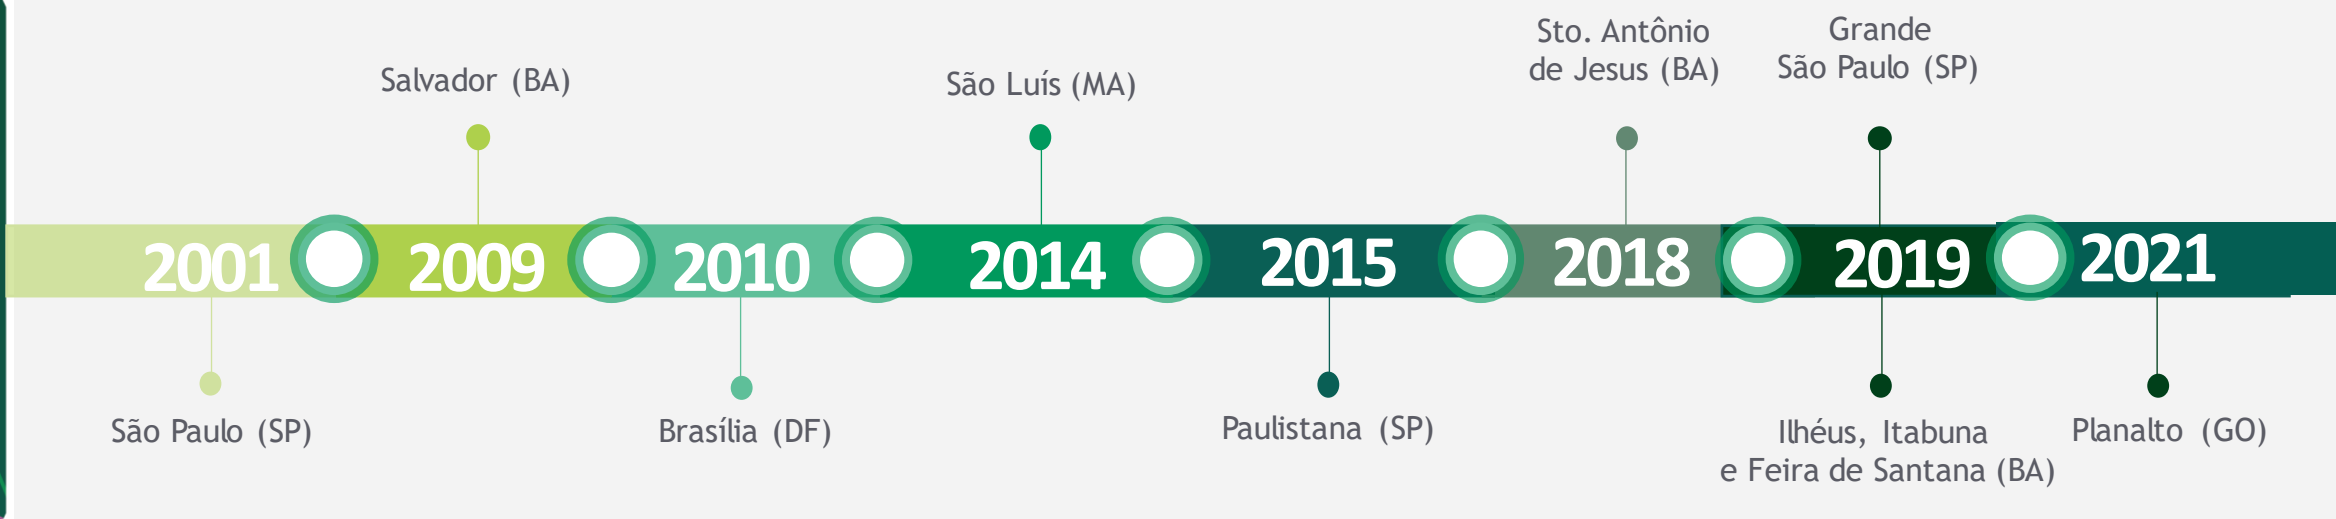 Salvador (BA)
São Luís (MA)
Sto. Antônio
de Jesus (BA)
Grande
São Paulo (SP)
2001
2009
2010
2014
2015
2018
2019
2021
São Paulo (SP)
Brasília (DF)
Paulistana (SP)
Ilhéus, Itabuna
e Feira de Santana (BA)
Planalto (GO)